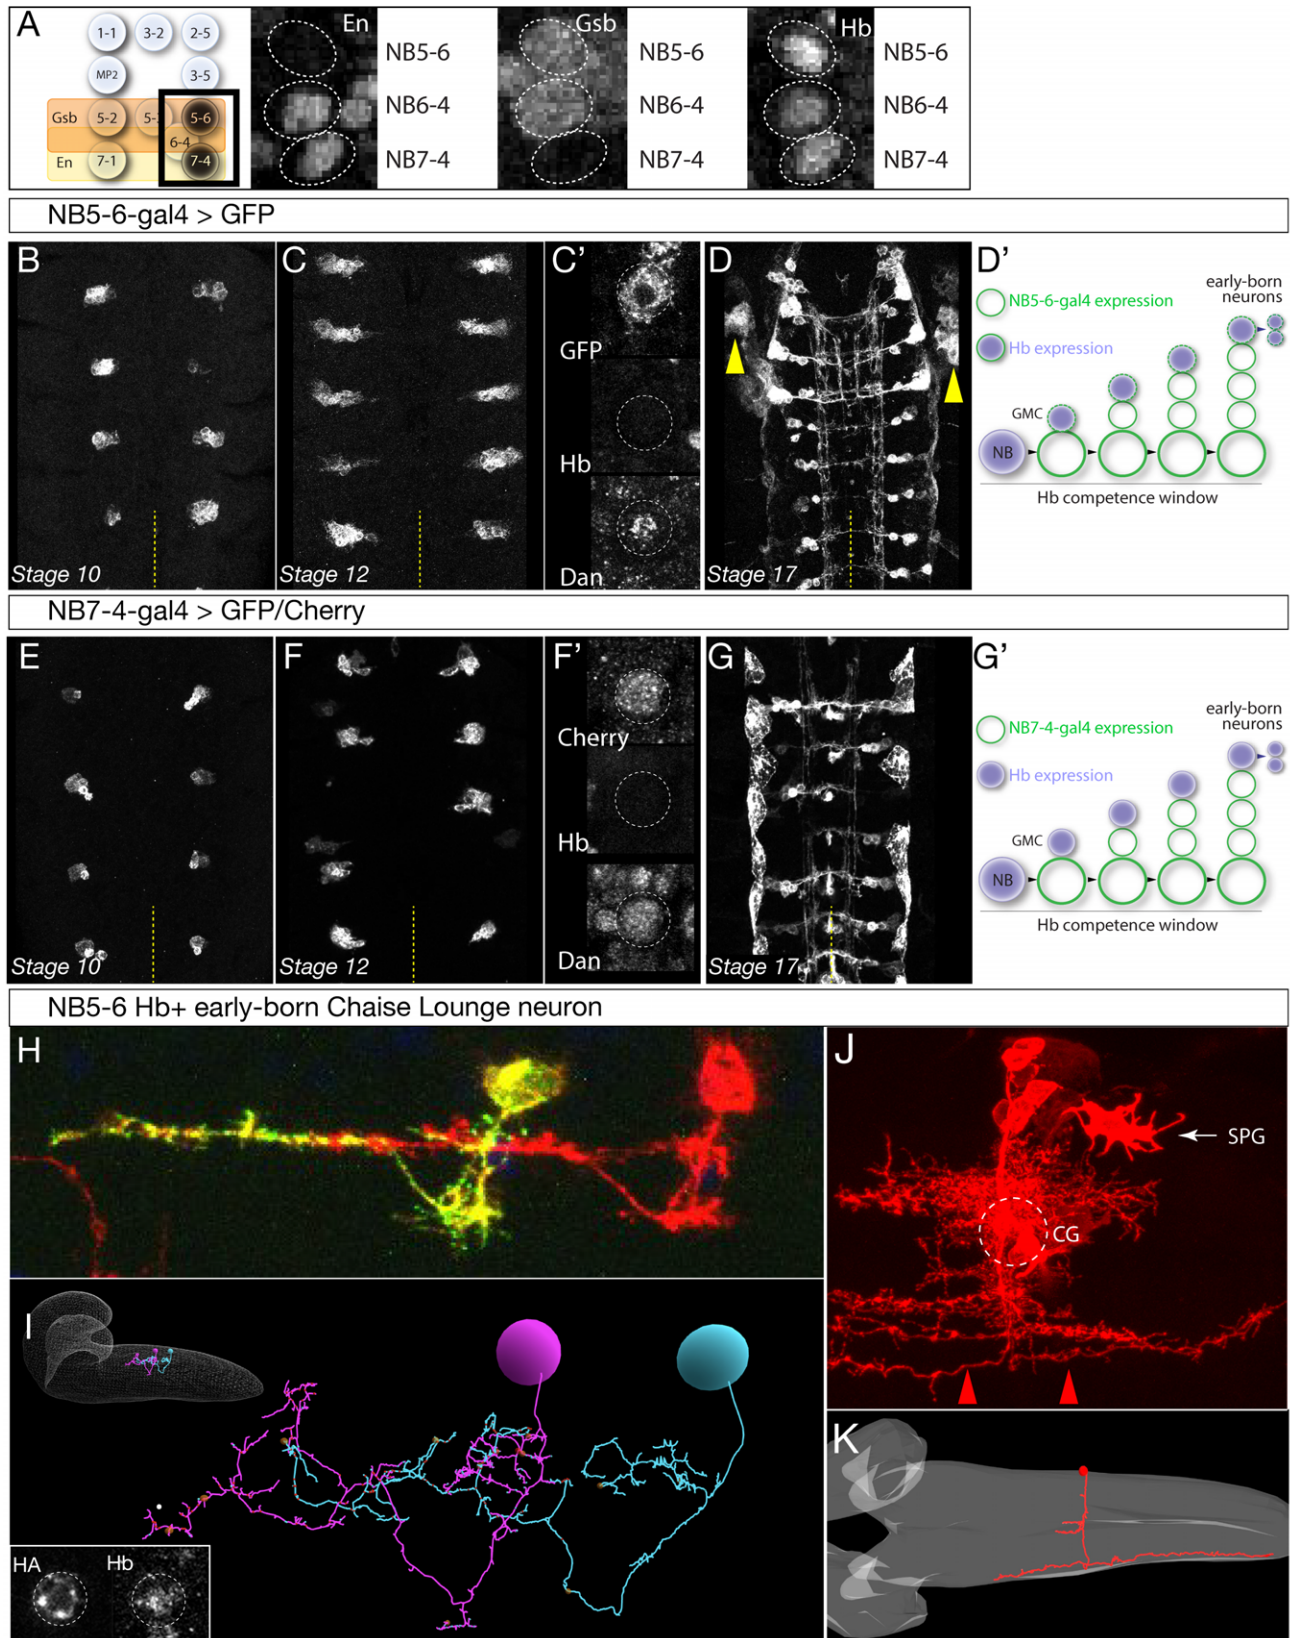 A
1-1 3-2 2-5
MP2 3-5
Gsb 5-2 5-3 5-6
6-4
En 7-1 7-4
En
NB5-6
NB6-4
NB7-4
Gsb
NB5-6
NB6-4
NB7-4
Hb
NB5-6
NB6-4
NB7-4
NB5-6-gal4 > GFP
B
Stage 10
C
Stage 12
C'
GFP
Hb
Dan
D
Stage 17
D'
early-born
neurons
NB5-6-gal4 expression
Hb expression
GMC
NB
Hb competence window
NB7-4-gal4 > GFP/Cherry
E
Stage 10
F
Stage 12
F'
Cherry
Hb
Dan
G
Stage 17
G'
early-born
neurons
NB7-4-gal4 expression
Hb expression
GMC
NB
Hb competence window
NB5-6 Hb+ early-born Chaise Lounge neuron
H
I
HA
Hb
J
SPG
CG
K